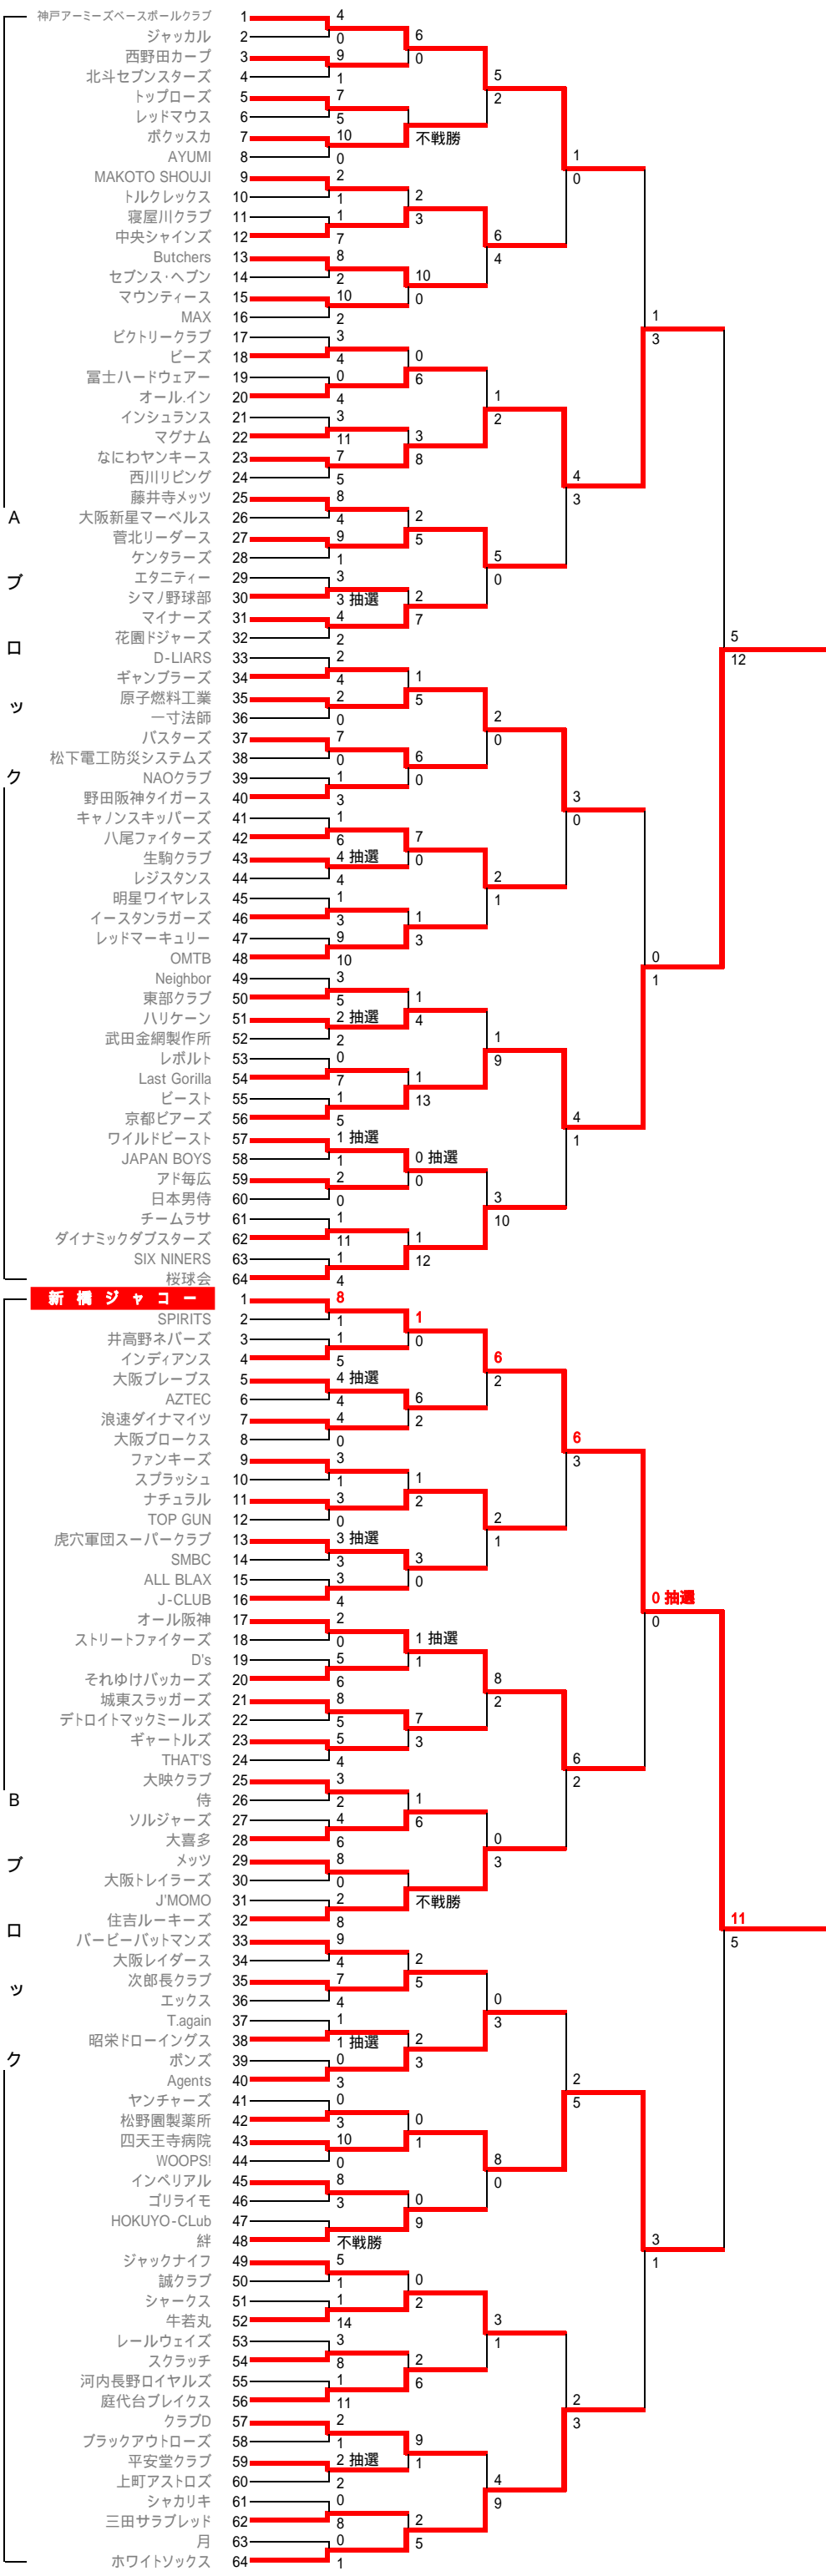 神戸アーミーズベースボールクラブ 1 4
ジャッカル 2 0 6
西野田カープ 3 9 0
北斗セブンスターズ 4 1 5
トップローズ 5 7 2
レッドマウス 6 5
ボクッスカ 7 10 不戦勝
AYUMI 8 0 1
MAKOTO SHOUJI 9 2 0
トルクレックス 10 1 2
寝屋川クラブ 11 1 3
中央シャインズ 12 7 6
Butchers 13 8 4
セブンス・ヘブン 14 2 10
マウンティース 15 10 0
MAX 16 2 1
ビクトリークラブ 17 3 3
ビーズ 18 4 0
冨士ハードウェアー 19 0 6
オール.イン 20 4 1
インシュランス 21 3 2
マグナム 22 11 3
なにわヤンキース 23 7 8
西川リビング 24 5 4
藤井寺メッツ 25 8 3
A 大阪新星マーベルス 26 4 2
菅北リーダース 27 9 5
ケンタラーズ 28 1 5
エタニティー 29 3 0
ブ シマノ野球部 30 3 抽選 2
マイナーズ 31 4 7
花園ドジャーズ 32 2 5
ロ D-LIARS 33 2 12
ギャンブラーズ 34 4 1
原子燃料工業 35 2 5
ッ 一寸法師 36 0 2
バスターズ 37 7 0
松下電工防災システムズ 38 0 6
ク NAOクラブ 39 1 0
野田阪神タイガース 40 3 3
キャノンスキッパーズ 41 1 0
八尾ファイターズ 42 6 7
生駒クラブ 43 4 抽選 0
レジスタンス 44 4 2
明星ワイヤレス 45 1 1
イースタンラガーズ 46 3 1
レッドマーキュリー 47 9 3
OMTB 48 10 0
Neighbor 49 3 1
東部クラブ 50 5 1
ハリケーン 51 2 抽選 4
武田金網製作所 52 2 1
レボルト 53 0 9
Last Gorilla 54 7 1
ビースト 55 1 13
京都ビアーズ 56 5 4
ワイルドビースト 57 1 抽選 1
JAPAN BOYS 58 1 0 抽選
アド毎広 59 2 0
日本男侍 60 0 3
チームラサ 61 1 10
ダイナミックダブスターズ 62 11 1
SIX NINERS 63 1 12
桜球会 64 4
新橋ジャコー 1 8
SPIRITS 2 1 1
井高野ネバーズ 3 1 0
インディアンス 4 5 6
大阪ブレーブス 5 4 抽選 2
AZTEC 6 4 6
浪速ダイナマイツ 7 4 2
大阪ブロークス 8 0 6
ファンキーズ 9 3 3
スプラッシュ 10 1 1
ナチュラル 11 3 2
TOP GUN 12 0 2
虎穴軍団スーパークラブ 13 3 抽選 1
SMBC 14 3 3
ALL BLAX 15 3 0
J-CLUB 16 4 0 抽選
オール阪神 17 2 0
ストリートファイターズ 18 0 1 抽選
D's 19 5 1
それゆけバッカーズ 20 6 8
城東スラッガーズ 21 8 2
デトロイトマックミールズ 22 5 7
ギャートルズ 23 5 3
THAT'S 24 4 6
大映クラブ 25 3 2
B 侍 26 2 1
ソルジャーズ 27 4 6
大喜多 28 6 0
ブ メッツ 29 8 3
大阪トレイラーズ 30 0
J'MOMO 31 2 不戦勝
住吉ルーキーズ 32 8 11
ロ バービーバットマンズ 33 9 5
大阪レイダース 34 4 2
次郎長クラブ 35 7 5
ッ エックス 36 4 0
T.again 37 1 3
昭栄ドローイングス 38 1 抽選 2
ク ボンズ 39 0 3
Agents 40 3 2
ヤンチャーズ 41 0 5
松野園製薬所 42 3 0
四天王寺病院 43 10 1
WOOPS! 44 0 8
インペリアル 45 8 0
ゴリライモ 46 3 0
HOKUYO-CLub 47 9
絆 48 不戦勝 3
ジャックナイフ 49 5 1
誠クラブ 50 1 0
シャークス 51 1 2
牛若丸 52 14 3
レールウェイズ 53 3 1
スクラッチ 54 8 2
河内長野ロイヤルズ 55 1 6
庭代台ブレイクス 56 11 2
クラブD 57 2 3
ブラックアウトローズ 58 1 9
平安堂クラブ 59 2 抽選 1
上町アストロズ 60 2 4
シャカリキ 61 0 9
三田サラブレッド 62 8 2
月 63 0 5
ホワイトソックス 64 1